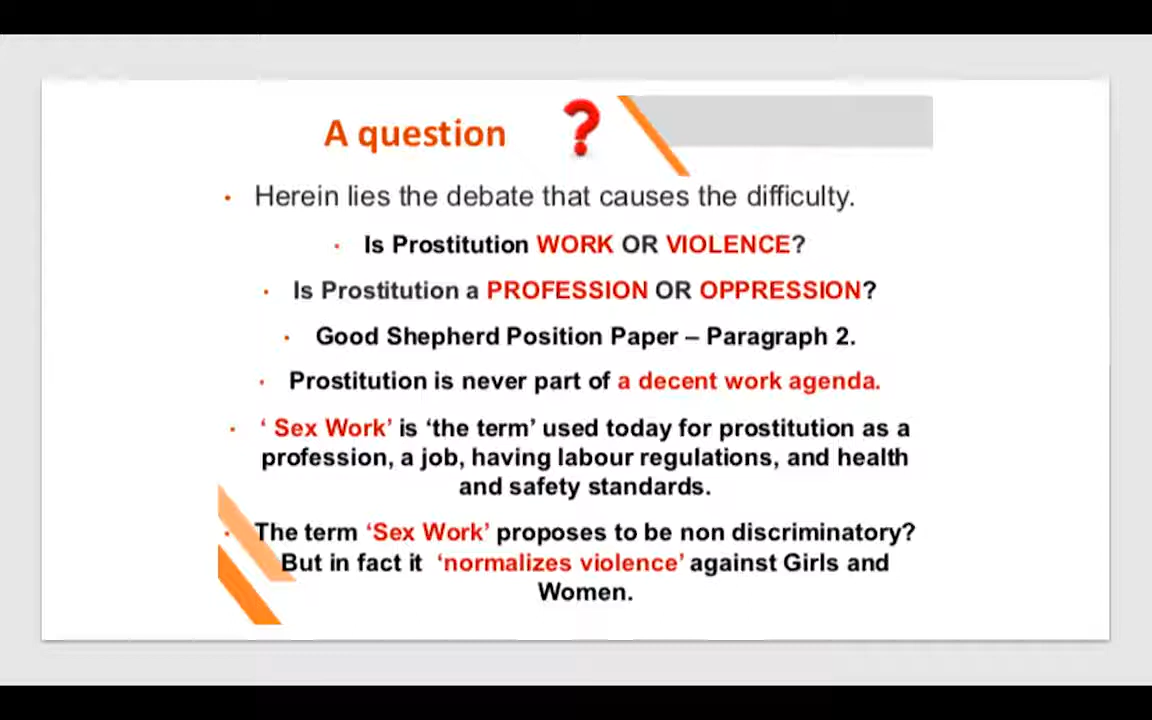 A question ?
• Herein lies the debate that causes the difficulty.
• Is Prostitution WORK OR VIOLENCE?
• Is Prostitution a PROFESSION OR OPPRESSION?
• Good Shepherd Position Paper – Paragraph 2.
• Prostitution is never part of a decent work agenda.
• ‘ Sex Work’ is ‘the term’ used today for prostitution as a
profession, a job, having labour regulations, and health
and safety standards.
• The term ‘Sex Work’ proposes to be non discriminatory?
But in fact it ‘normalizes violence’ against Girls and
Women.